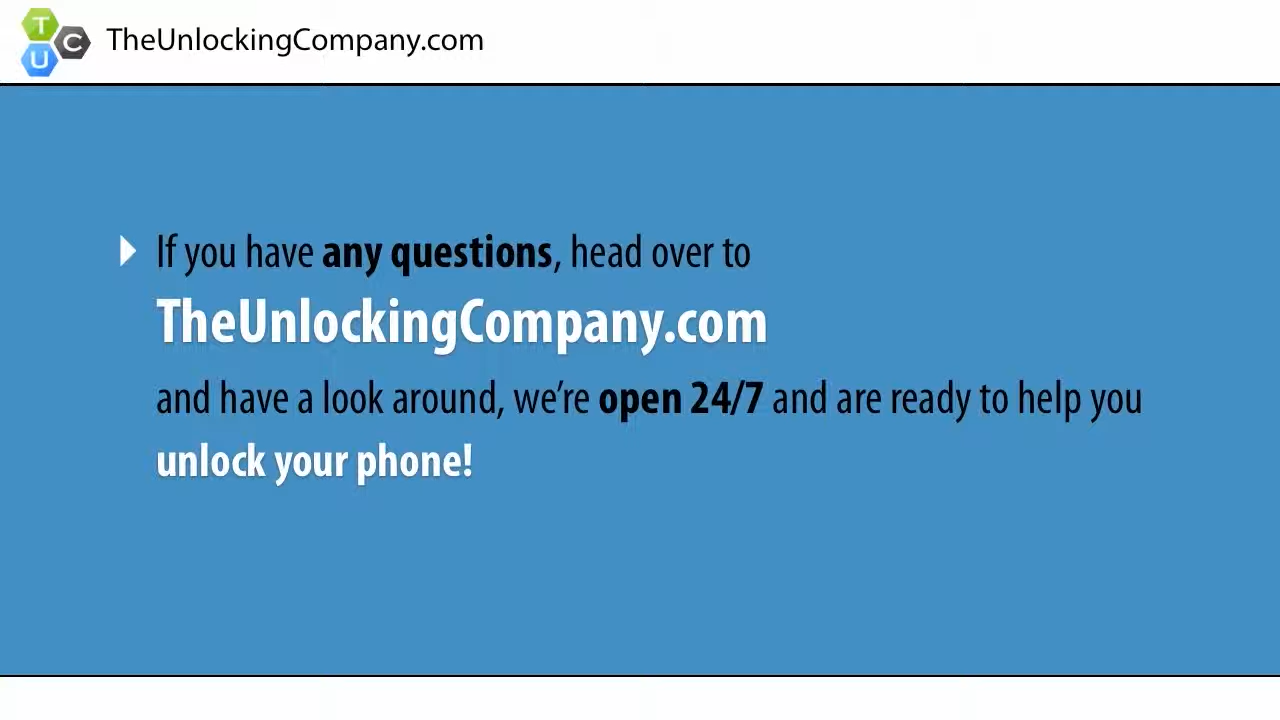 T
C
U
TheUnlockingCompany.com
If you have any questions, head over to
TheUnlockingCompany.com
and have a look around, we're open 24/7 and are ready to help you
unlock your phone!